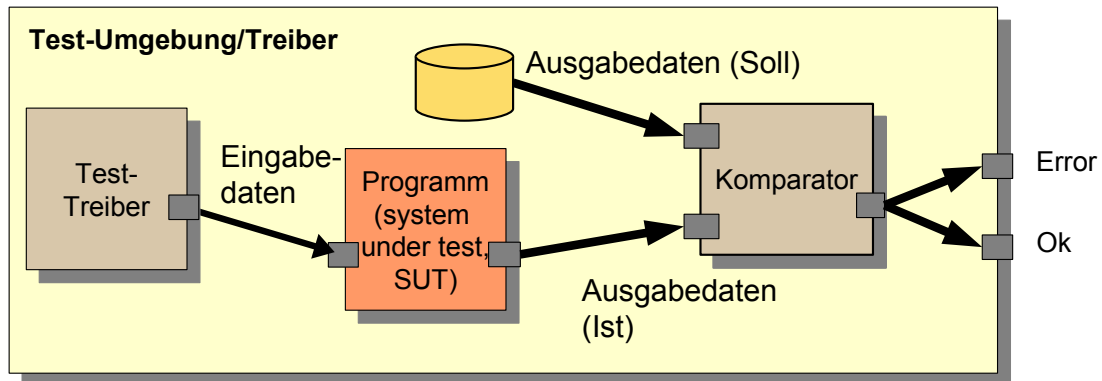 Test-Umgebung/Treiber
Ausgabedaten (Soll)
Test-
Treiber
Eingabe-
daten
Programm
(system
under test,
SUT)
Komparator
Ausgabedaten
(Ist)
Error
Ok